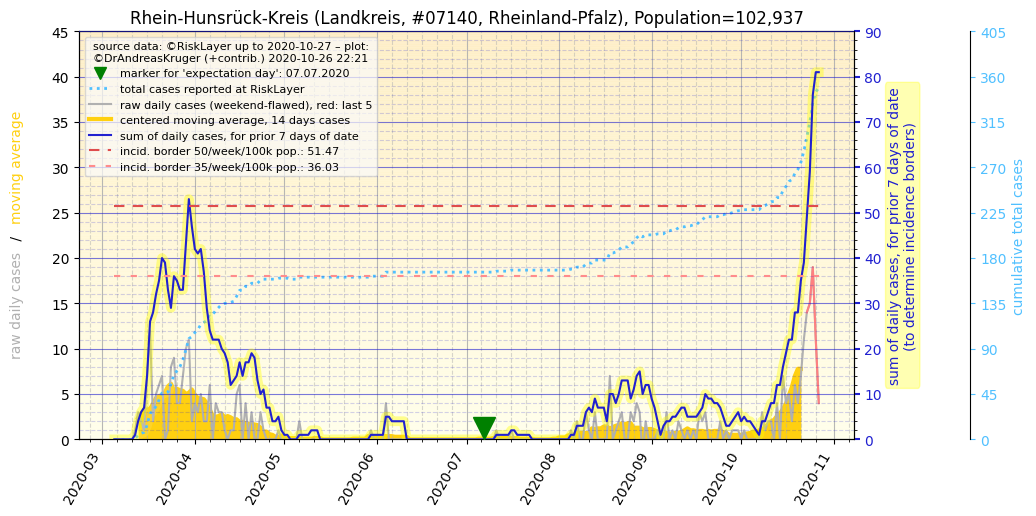 Rhein-Hunsrück-Kreis (Landkreis, #07140, Rheinland-Pfalz), Population=102,937
source data: ©RiskLayer up to 2020-10-27 – plot:
©DrAndreasKruger (+contrib.) 2020-10-26 22:21
marker for 'expectation day': 07.07.2020
total cases reported at RiskLayer
raw daily cases (weekend-flawed), red: last 5
centered moving average, 14 days cases
sum of daily cases, for prior 7 days of date
incid. border 50/week/100k pop.: 51.47
incid. border 35/week/100k pop.: 36.03
raw daily cases / moving average
45
40
35
30
25
20
15
10
5
0
2020-03
2020-04
2020-05
2020-06
2020-07
2020-08
2020-09
2020-10
2020-11
90
80
70
60
50
40
30
20
10
0
sum of daily cases, for prior 7 days of date
(to determine incidence borders)
405
360
315
270
225
180
135
90
45
0
cumulative total cases